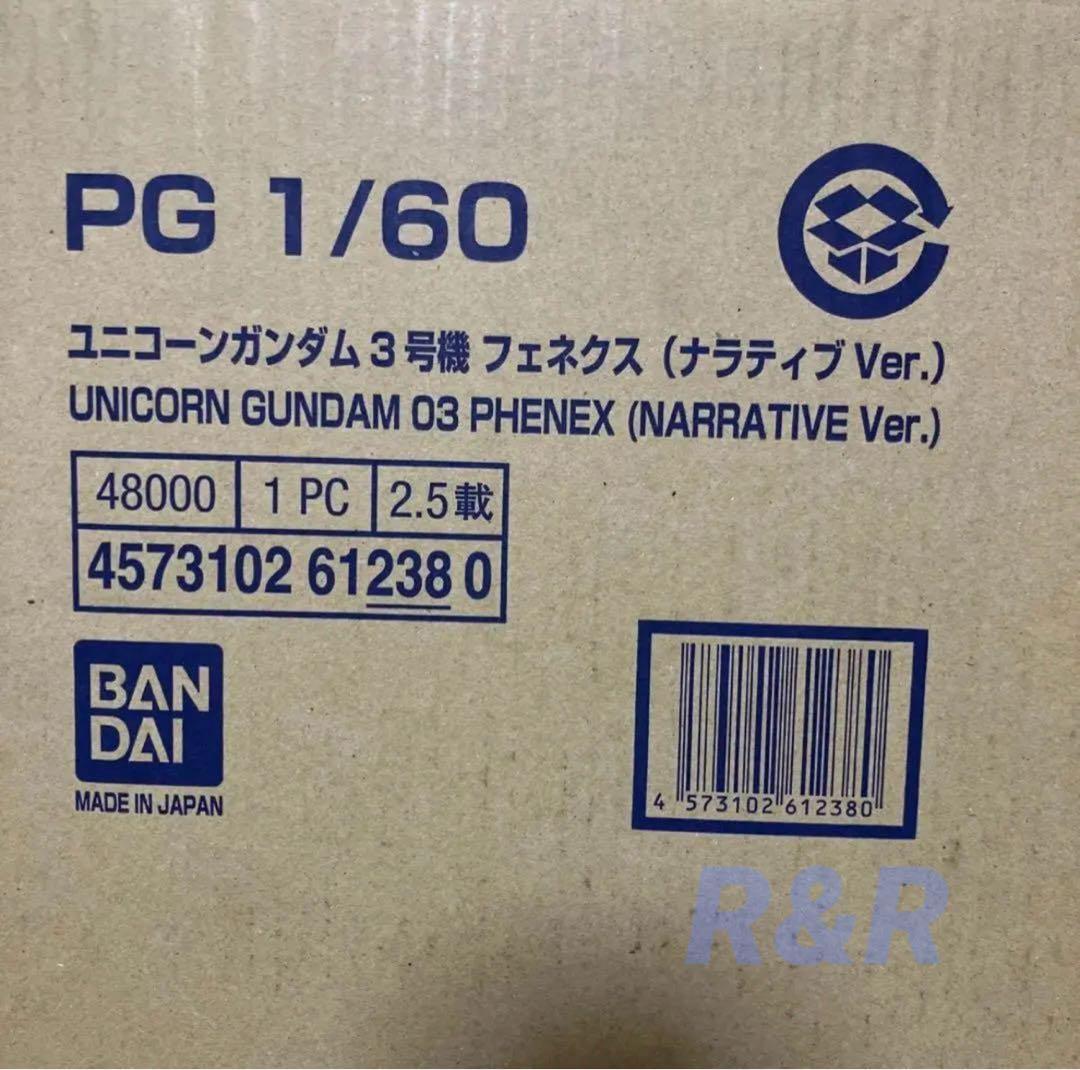 PG 1/60
ユニコーンガンダム 3 号機 フェネクス (ナラティブ Ver.)
UNICORN GUNDAM 03 PHENEX (NARRATIVE Ver.)
48000 1 PC 2.5載
4573102 61238 0
BAN
DAI
MADE IN JAPAN
4 573102 612380
R&R